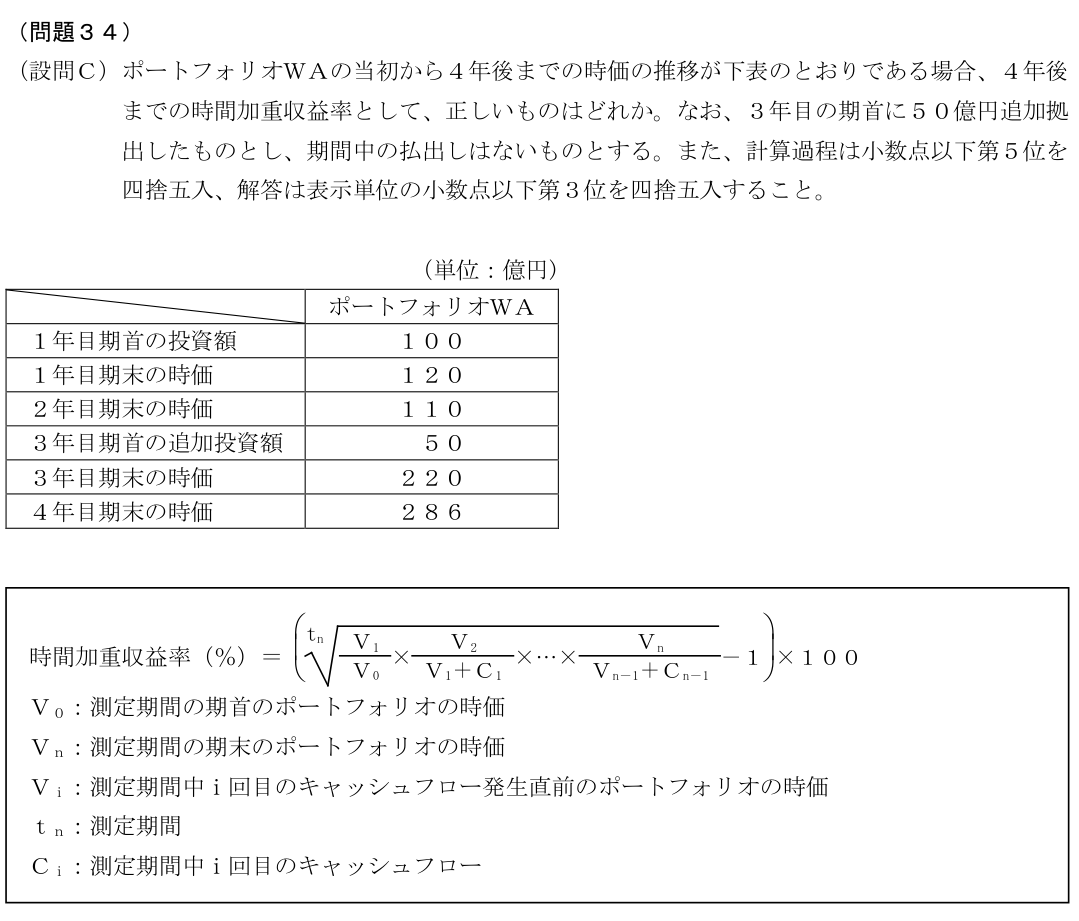 （問題３４）
（設問Ｃ）ポートフォリオＷＡの当初から４年後までの時価の推移が下表のとおりである場合、４年後
までの時間加重収益率として、正しいものはどれか。なお、３年目の期首に５０億円追加拠
出したものとし、期間中の払出しはないものとする。また、計算過程は小数点以下第５位を
四捨五入、解答は表示単位の小数点以下第３位を四捨五入すること。
（単位：億円）
ポートフォリオＷＡ
１年目期首の投資額 １００
１年目期末の時価 １２０
２年目期末の時価 １１０
３年目期首の追加投資額 ５０
３年目期末の時価 ２２０
４年目期末の時価 ２８６
時間加重収益率（％）＝（ tₙ√ V₁/V₀ × V₂/(V₁＋C₁) ×…× Vₙ/(Vₙ₋₁＋Cₙ₋₁) －１）×１００
Ｖ₀：測定期間の期首のポートフォリオの時価
Ｖₙ：測定期間の期末のポートフォリオの時価
Ｖᵢ：測定期間中ｉ回目のキャッシュフロー発生直前のポートフォリオの時価
ｔₙ：測定期間
Ｃᵢ：測定期間中ｉ回目のキャッシュフロー